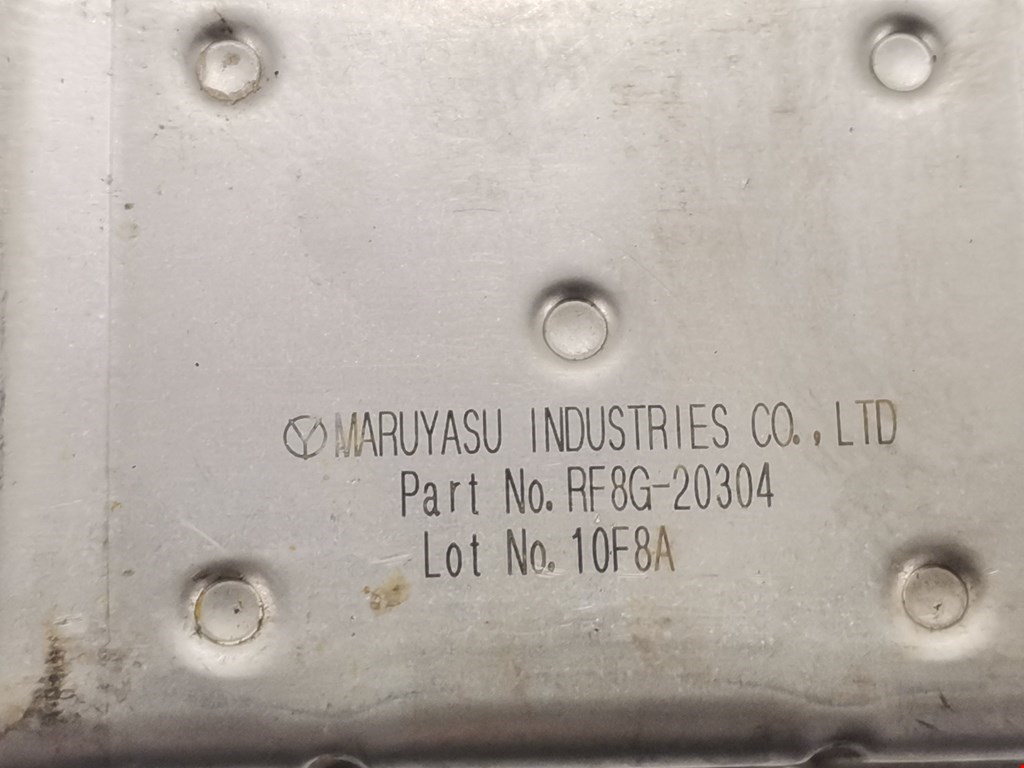 MARUYASU INDUSTRIES CO.,LTD
Part No.RF8G-20304
Lot No.10F8A